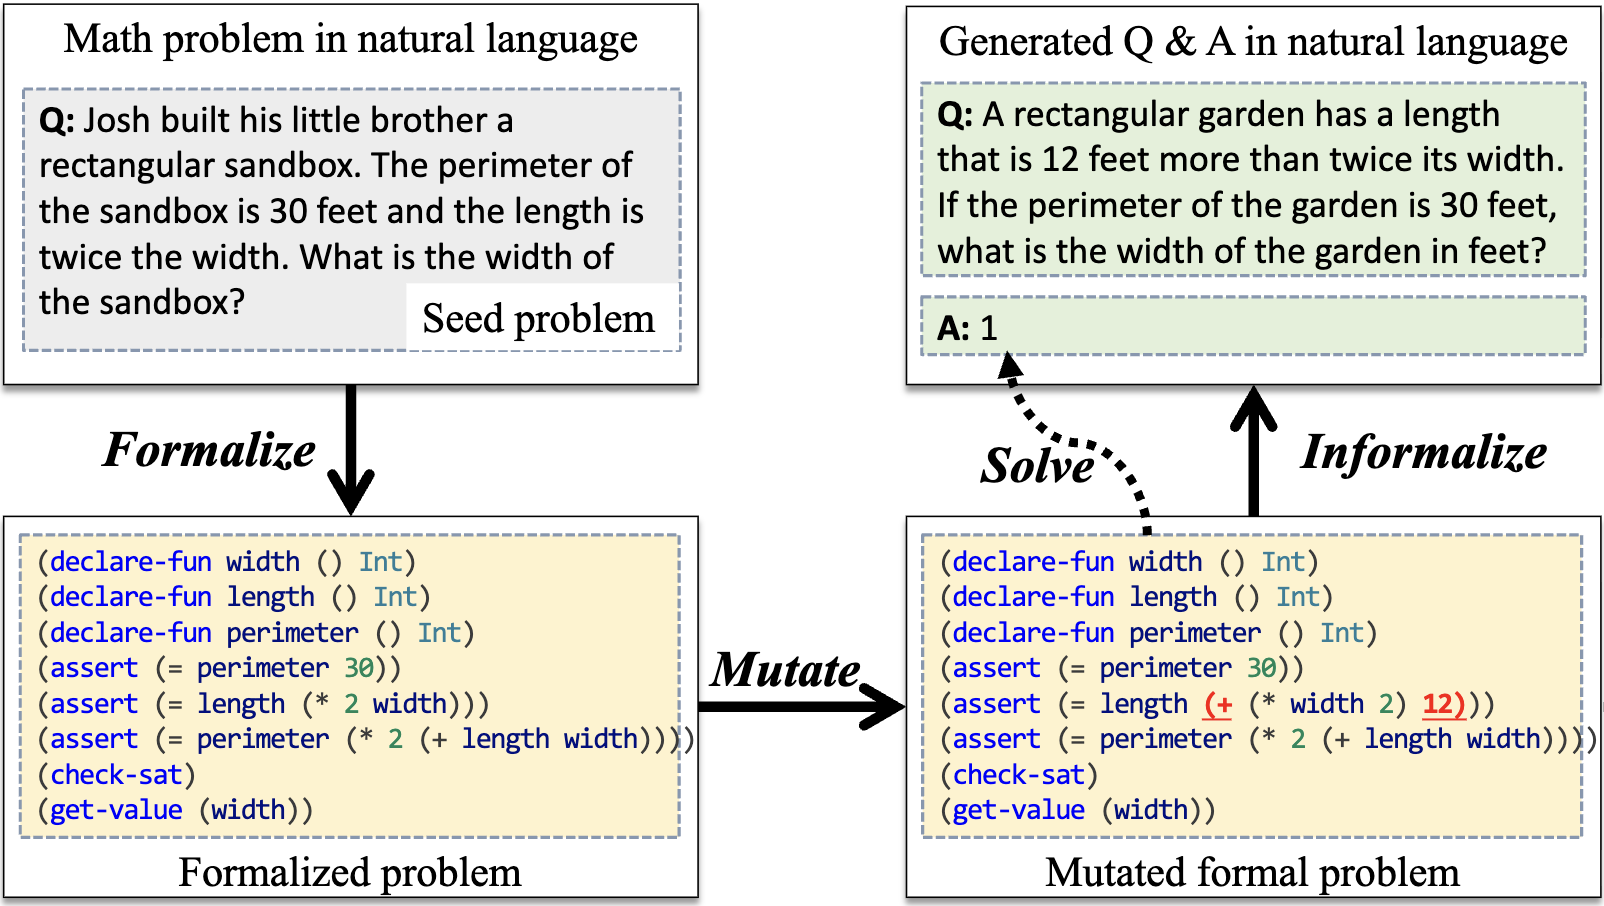 Math problem in natural language
Q: Josh built his little brother a
rectangular sandbox. The perimeter of
the sandbox is 30 feet and the length is
twice the width. What is the width of
the sandbox?
Seed problem
Formalize
(declare-fun width () Int)
(declare-fun length () Int)
(declare-fun perimeter () Int)
(assert (= perimeter 30))
(assert (= length (* 2 width)))
(assert (= perimeter (* 2 (+ length width))))
(check-sat)
(get-value (width))
Formalized problem
Mutate
Generated Q & A in natural language
Q: A rectangular garden has a length
that is 12 feet more than twice its width.
If the perimeter of the garden is 30 feet,
what is the width of the garden in feet?
A: 1
Solve
Informalize
(declare-fun width () Int)
(declare-fun length () Int)
(declare-fun perimeter () Int)
(assert (= perimeter 30))
(assert (= length (+ (* width 2) 12)))
(assert (= perimeter (* 2 (+ length width))))
(check-sat)
(get-value (width))
Mutated formal problem